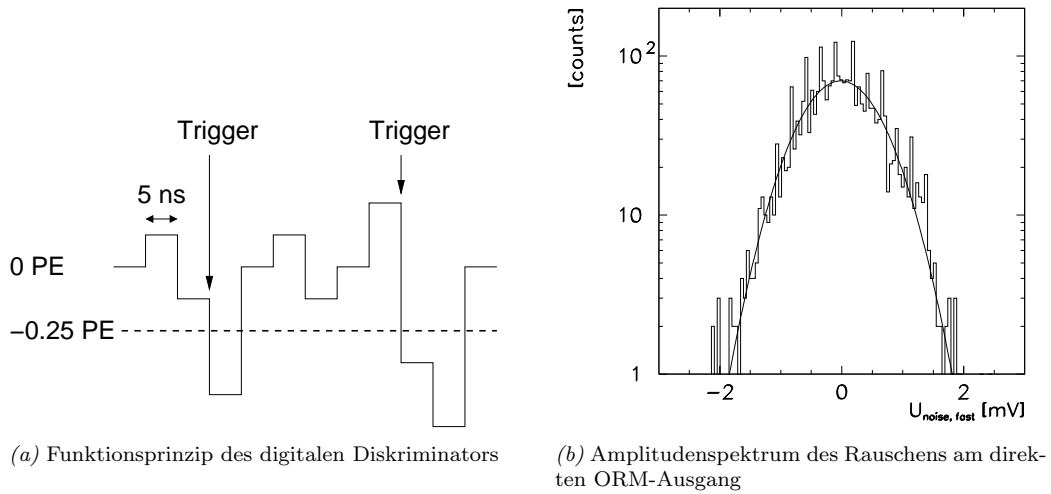 Trigger
Trigger
5 ns
0 PE
−0.25 PE
(a) Funktionsprinzip des digitalen Diskriminators
[counts]
10²
10
1
−2
0
2
U_noise, fast [mV]
(b) Amplitudenspektrum des Rauschens am direk-
ten ORM-Ausgang